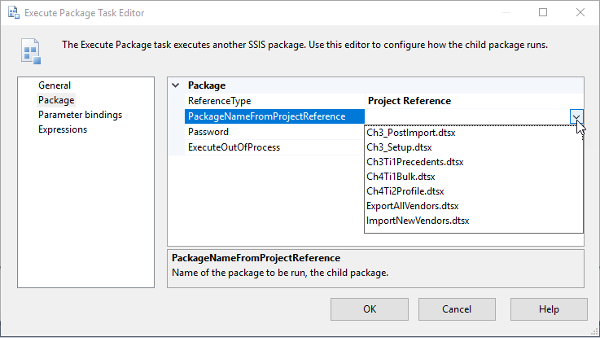 Execute Package Task Editor
The Execute Package task executes another SSIS package. Use this editor to configure how the child package runs.
General
Package
Parameter bindings
Expressions
Package
ReferenceType Project Reference
PackageNameFromProjectReference
Password
ExecuteOutOfProcess
Ch3_PostImport.dtsx
Ch3_Setup.dtsx
Ch3Ti1Precedents.dtsx
Ch4Ti1Bulk.dtsx
Ch4Ti2Profile.dtsx
ExportAllVendors.dtsx
ImportNewVendors.dtsx
PackageNameFromProjectReference
Name of the package to be run, the child package.
OK Cancel Help